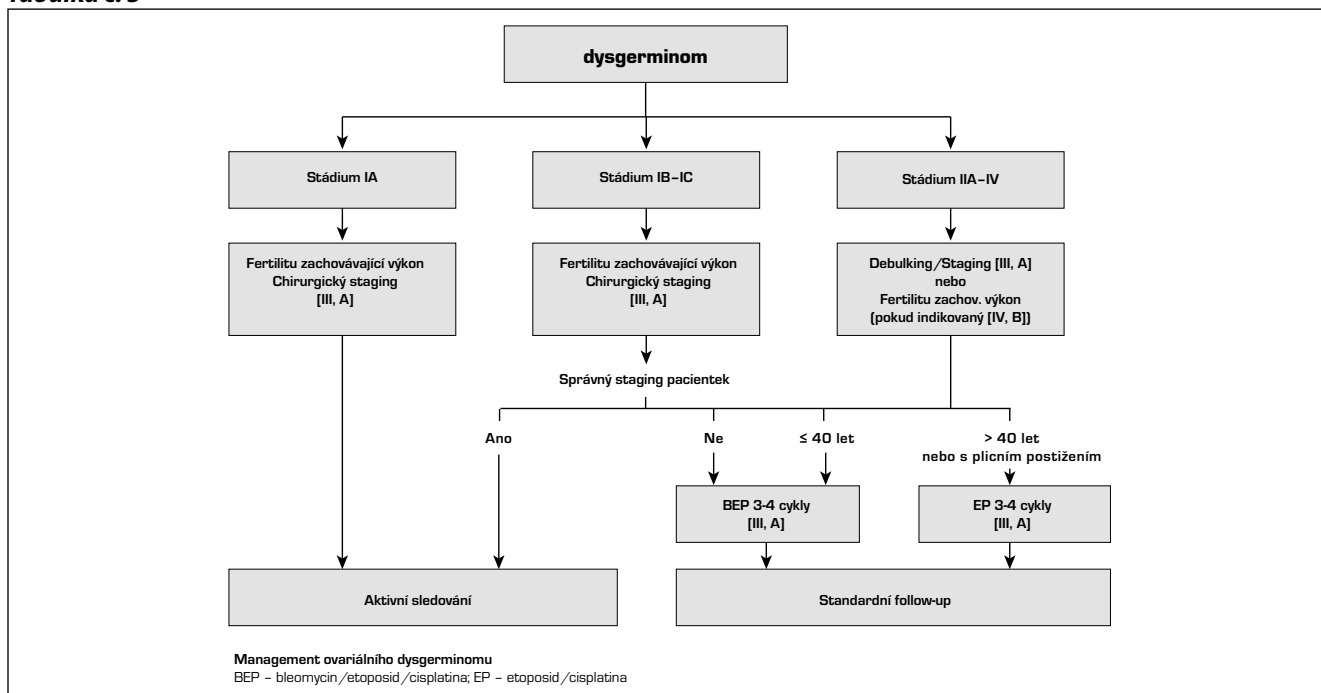 dysgerminom
Stádium IA
Stádium IB–IC
Stádium IIA–IV
Fertilitu zachovávající výkon
Chirurgický staging
[III, A]
Fertilitu zachovávající výkon
Chirurgický staging
[III, A]
Debulking/Staging [III, A]
nebo
Fertilitu zachov. výkon
(pokud indikovaný [IV, B])
Správný staging pacientek
Ano
Ne
≤ 40 let
> 40 let
nebo s plicním postižením
BEP 3-4 cykly
[III, A]
EP 3-4 cykly
[III, A]
Aktivní sledování
Standardní follow-up
Management ovariálního dysgerminomu
BEP – bleomycin/etoposid/cisplatina; EP – etoposid/cisplatina